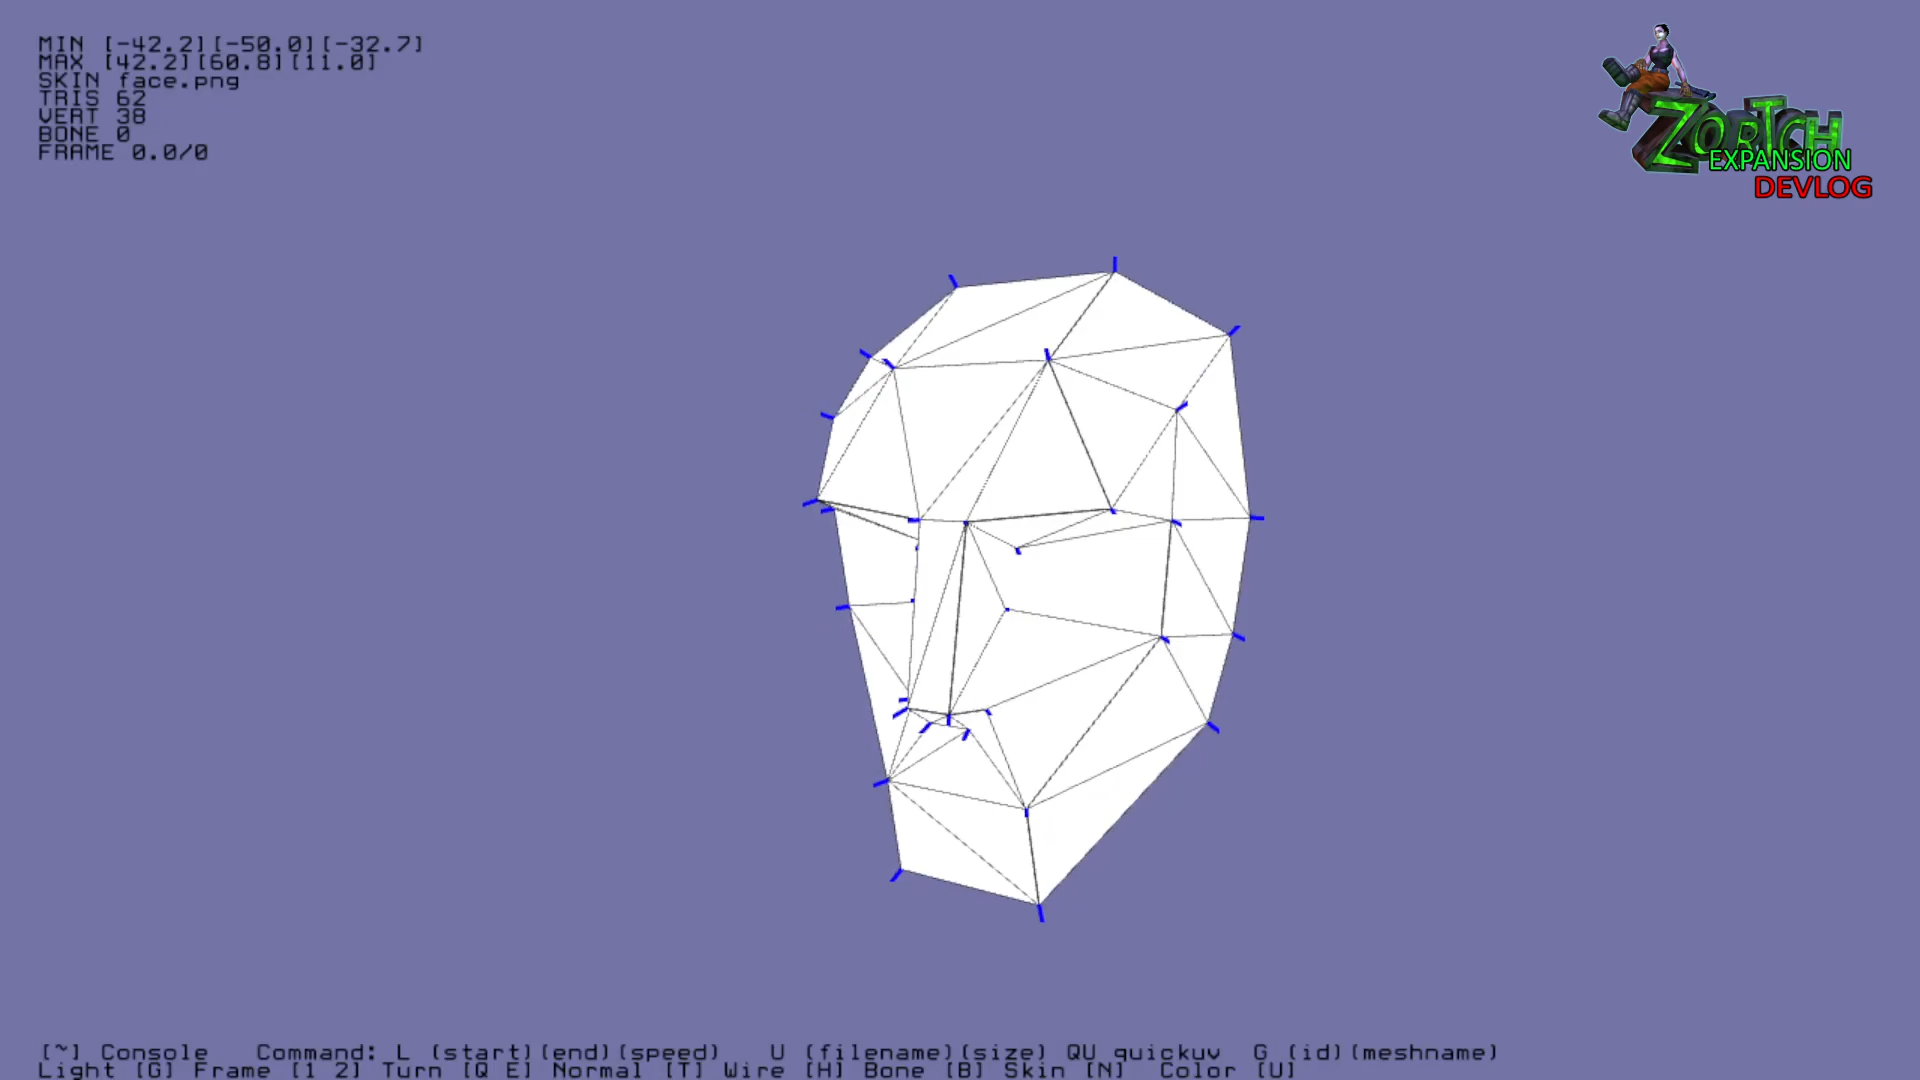 MIN [-42.2][-50.0][-32.7]
MAX [42.2][60.8][11.0]
SKIN face.png
TRIS 62
VERT 38
BONE 0
FRAME 0.0/0
ZORTCH
EXPANSION
DEVLOG
[~] Console   Command: L (start)(end)(speed)   U (filename)(size) QU quickuv  G (id)(meshname)
Light [G] Frame [1 2] Turn [Q E] Normal [T] Wire [H] Bone [B] Skin [N]  Color [U]